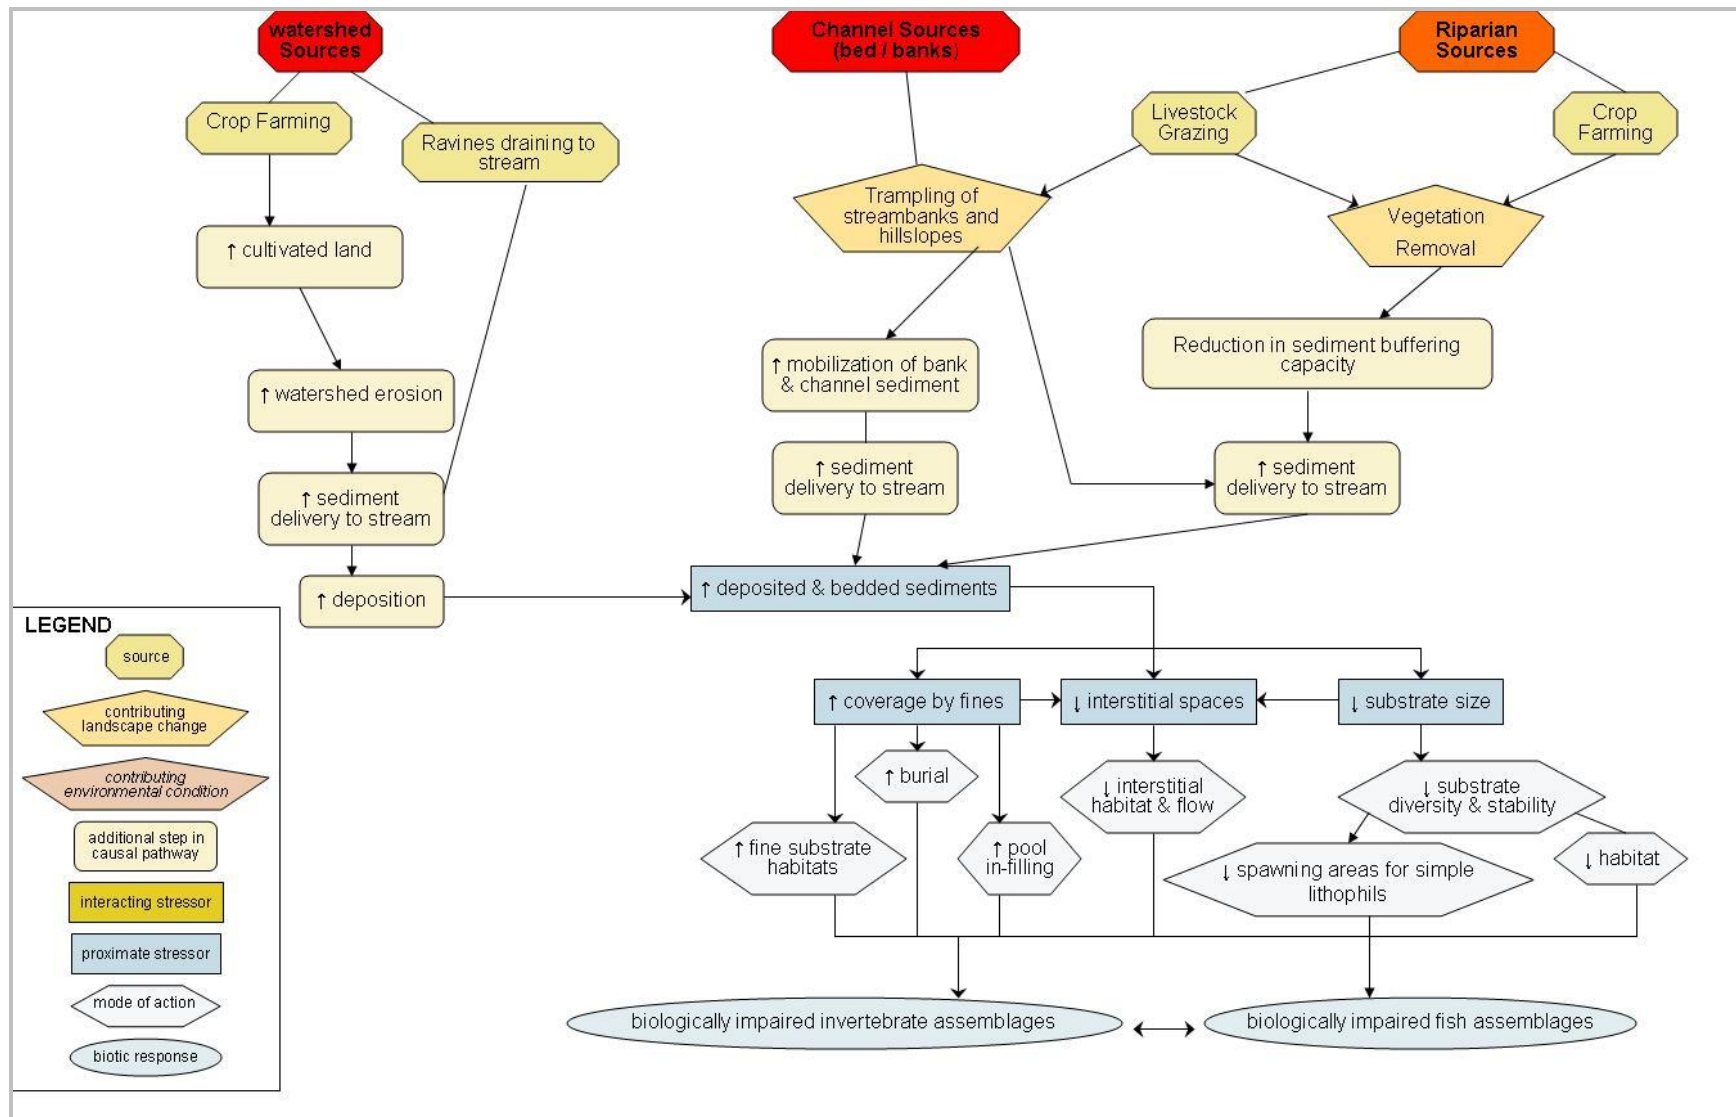 watershed
Sources
Channel Sources
(bed / banks)
Riparian
Sources
Crop Farming
Ravines draining to
stream
Livestock
Grazing
Crop
Farming
Trampling of
streambanks and
hillslopes
Vegetation
Removal
↑ cultivated land
↑ mobilization of bank
& channel sediment
Reduction in sediment buffering
capacity
↑ watershed erosion
↑ sediment
delivery to stream
↑ sediment
delivery to stream
↑ sediment
delivery to stream
↑ deposition
↑ deposited & bedded sediments
↑ coverage by fines
↓ interstitial spaces
↓ substrate size
↑ burial
↓ interstitial
habitat & flow
↓ substrate
diversity & stability
↑ fine substrate
habitats
↑ pool
in-filling
↓ spawning areas for simple
lithophils
↓ habitat
biologically impaired invertebrate assemblages
biologically impaired fish assemblages
LEGEND
source
contributing
landscape change
contributing
environmental condition
additional step in
causal pathway
interacting stressor
proximate stressor
mode of action
biotic response